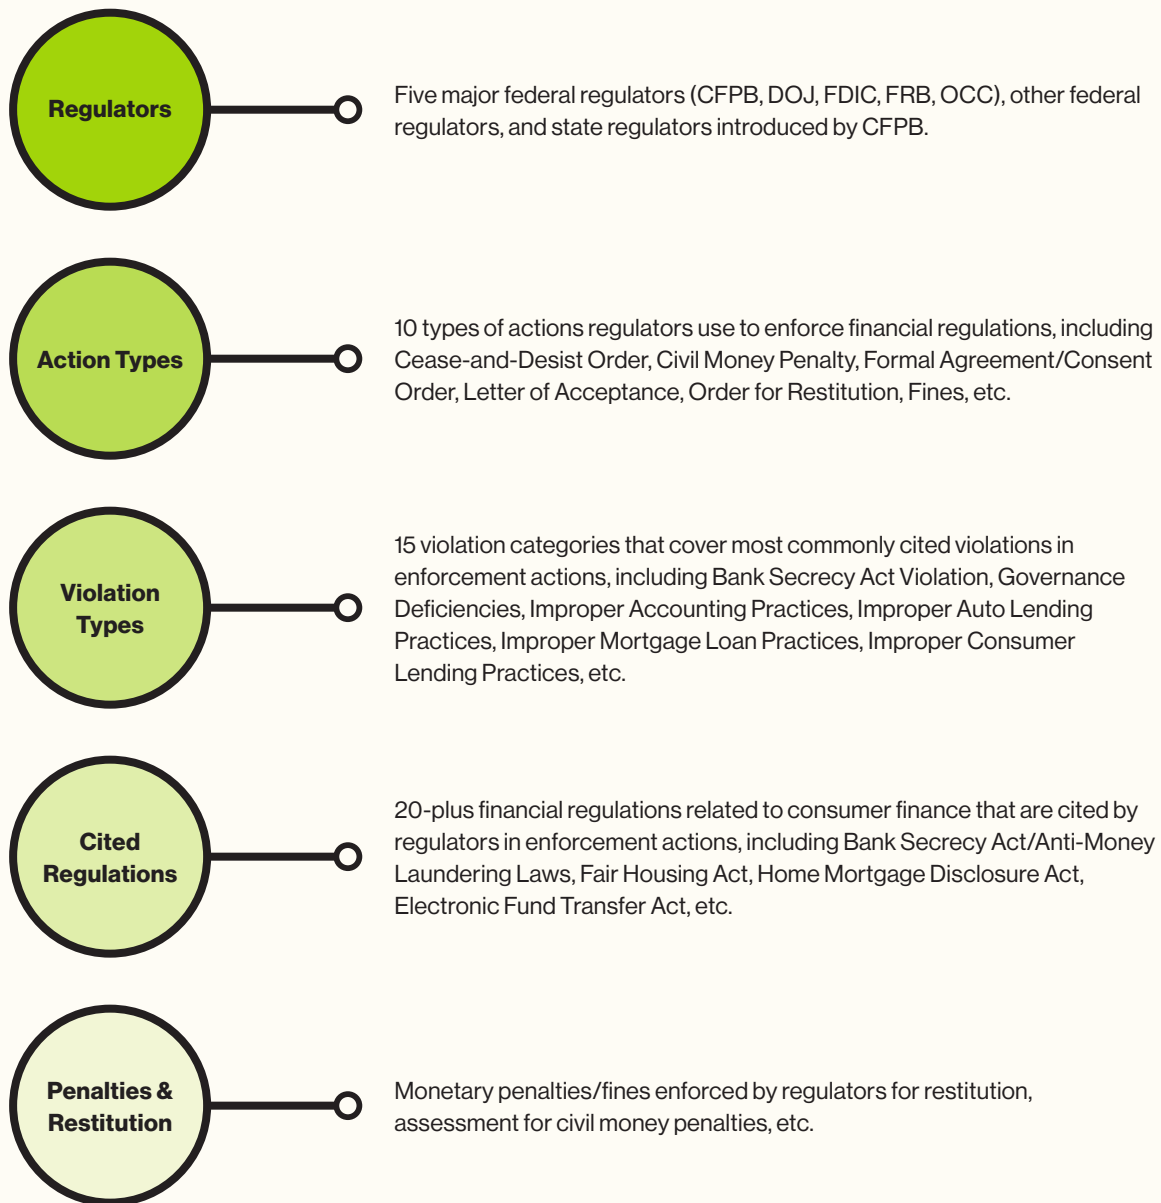 Regulators
Five major federal regulators (CFPB, DOJ, FDIC, FRB, OCC), other federal
regulators, and state regulators introduced by CFPB.
Action Types
10 types of actions regulators use to enforce financial regulations, including
Cease-and-Desist Order, Civil Money Penalty, Formal Agreement/Consent
Order, Letter of Acceptance, Order for Restitution, Fines, etc.
Violation
Types
15 violation categories that cover most commonly cited violations in
enforcement actions, including Bank Secrecy Act Violation, Governance
Deficiencies, Improper Accounting Practices, Improper Auto Lending
Practices, Improper Mortgage Loan Practices, Improper Consumer
Lending Practices, etc.
Cited
Regulations
20-plus financial regulations related to consumer finance that are cited by
regulators in enforcement actions, including Bank Secrecy Act/Anti-Money
Laundering Laws, Fair Housing Act, Home Mortgage Disclosure Act,
Electronic Fund Transfer Act, etc.
Penalties &
Restitution
Monetary penalties/fines enforced by regulators for restitution,
assessment for civil money penalties, etc.